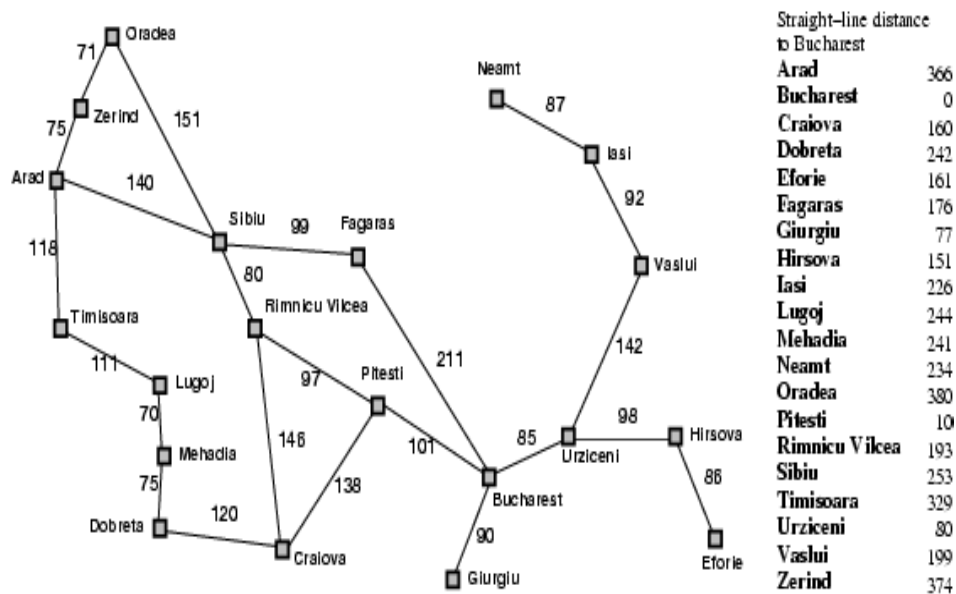 Oradea
71
Zerind
75
151
Arad
140
Sibiu
99
Fagaras
118
80
Rimnicu Vilcea
Timisoara
111
Lugoj
70
97
Pitesti
211
Mehadia
146
101
75
138
Dobreta
120
Craiova
Bucharest
90
Giurgiu
Neamt
87
Iasi
92
Vaslui
142
85
98
Hirsova
Urziceni
86
Eforie
Straight–line distance
to Bucharest
Arad 366
Bucharest 0
Craiova 160
Dobreta 242
Eforie 161
Fagaras 176
Giurgiu 77
Hirsova 151
Iasi 226
Lugoj 244
Mehadia 241
Neamt 234
Oradea 380
Pitesti 10
Rimnicu Vilcea 193
Sibiu 253
Timisoara 329
Urziceni 80
Vaslui 199
Zerind 374